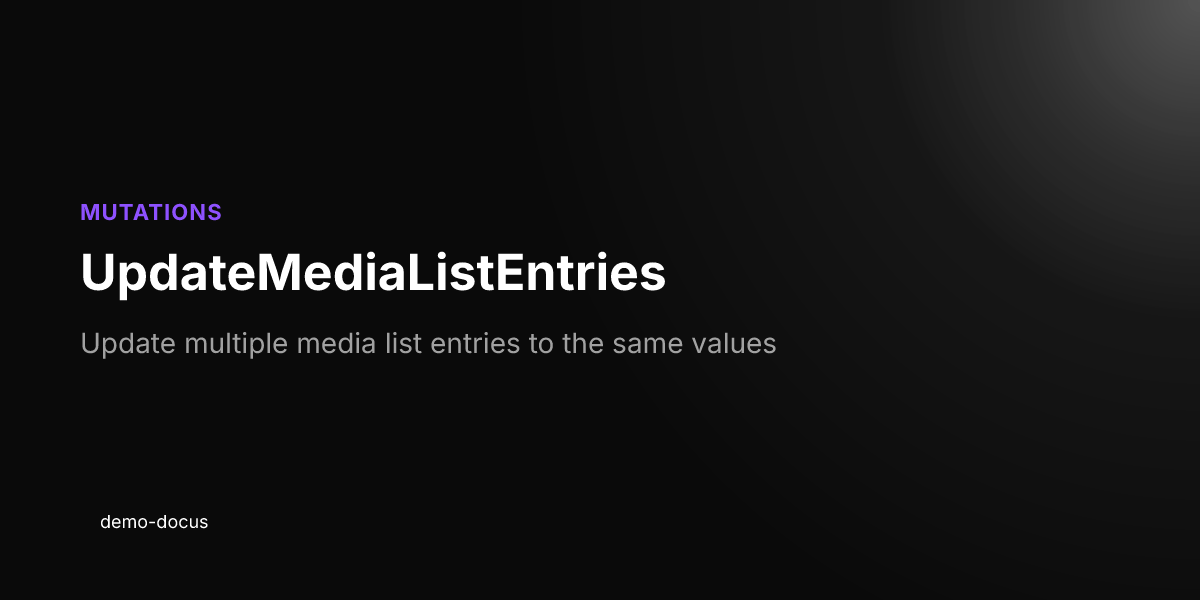 MUTATIONS
UpdateMediaListEntries
Update multiple media list entries to the same values
demo-docus